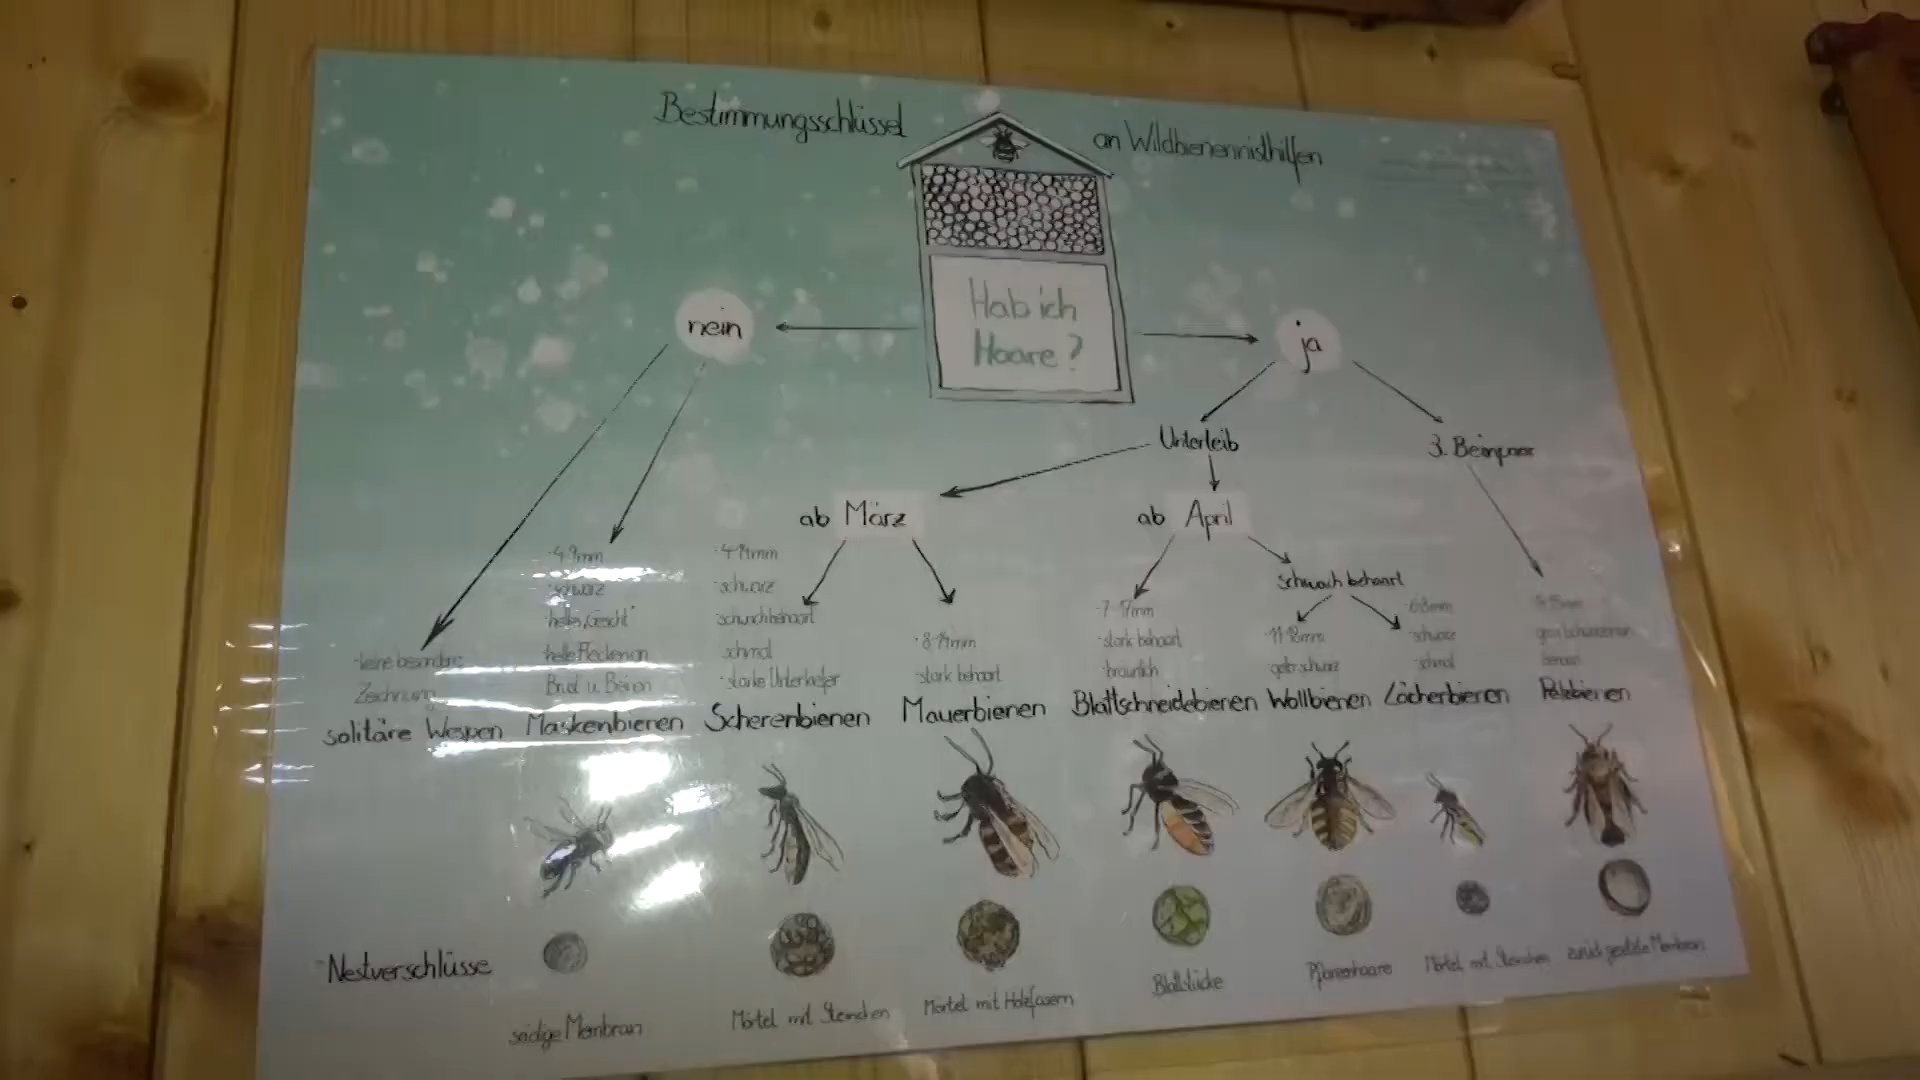 Bestimmungsschlüssel an Wildbienennisthilfen
Hab ich
Haare?
nein
ja
Unterleib
3. Beinpaar
ab März
ab April
schwach behaart
-keine besondere
Zeichnung
solitäre Wespen
-4-9mm
-schwarz
-helles „Gesicht"
-helle Flecken an
Brust u. Beinen
Maskenbienen
-4-14mm
-schwarz
-schwach behaart
-schmal
-starke Unterkiefer
Scherenbienen
-8-14mm
-stark behaart
Mauerbienen
-7-17mm
-stark behaart
-bräunlich
Blattschneidebienen
-11-18mm
gelb-schwarz
Wollbienen
6-8mm
-schwarz
-schmal
Löcherbienen
Pelzbienen
-Nestverschlüsse
seidige Membran
Mörtel mit Steinchen
Mörtel mit Holzfasern
Blattstücke
Pflanzenhaare
Mörtel mit Steinchen
Membran